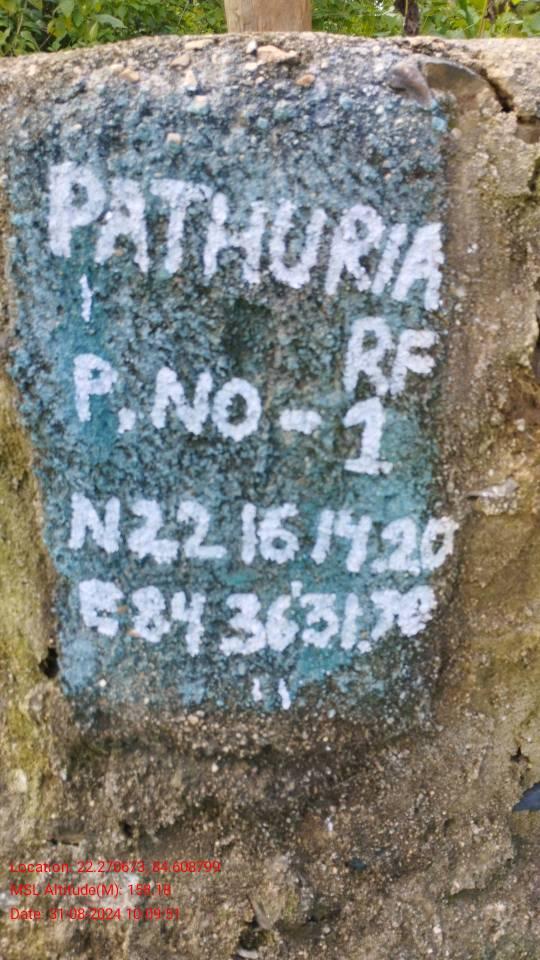 PATHURIA
RF
P. NO - 1
N22 16 14.20
E84 36'31.70
"
Location: 22.270673, 84.608799
MSL Altitude(M): 159.18
Date: 31-08-2024 10:09:51